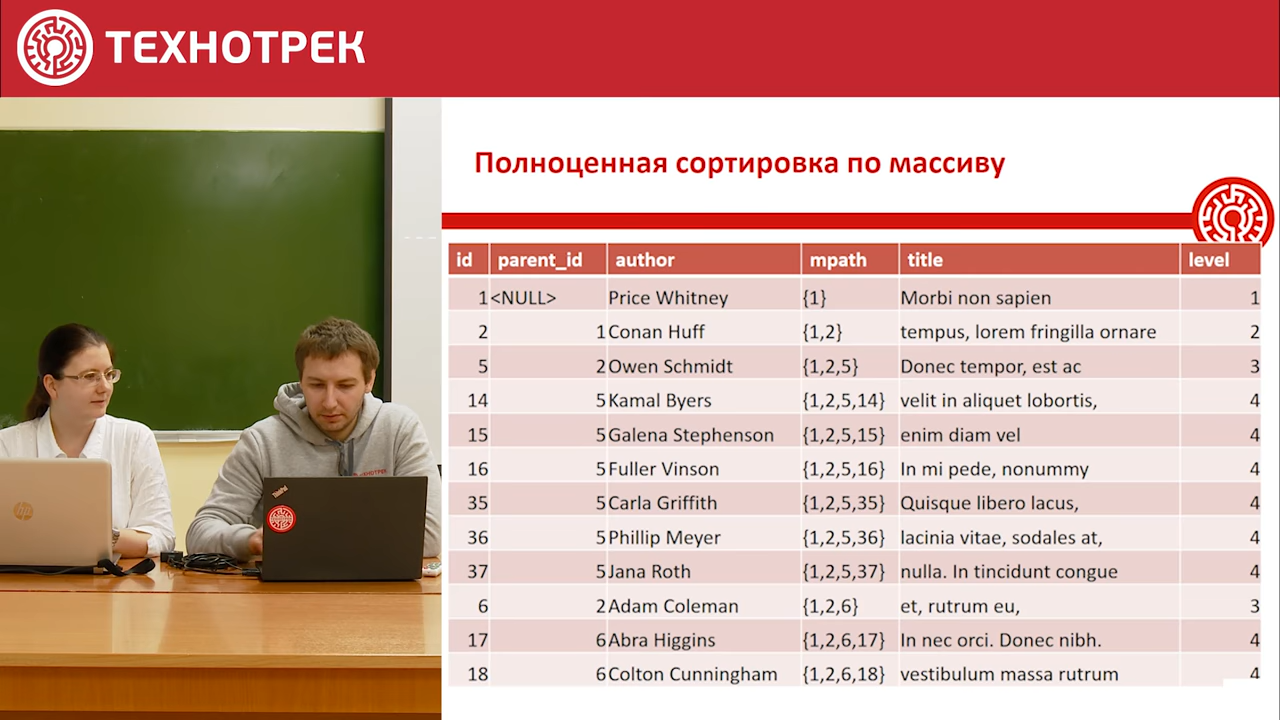 ТЕХНОТРЕК
Полноценная сортировка по массиву
id parent_id author mpath title level
1 <NULL> Price Whitney {1} Morbi non sapien 1
2 1 Conan Huff {1,2} tempus, lorem fringilla ornare 2
5 2 Owen Schmidt {1,2,5} Donec tempor, est ac 3
14 5 Kamal Byers {1,2,5,14} velit in aliquet lobortis, 4
15 5 Galena Stephenson {1,2,5,15} enim diam vel 4
16 5 Fuller Vinson {1,2,5,16} In mi pede, nonummy 4
35 5 Carla Griffith {1,2,5,35} Quisque libero lacus, 4
36 5 Phillip Meyer {1,2,5,36} lacinia vitae, sodales at, 4
37 5 Jana Roth {1,2,5,37} nulla. In tincidunt congue 4
6 2 Adam Coleman {1,2,6} et, rutrum eu, 3
17 6 Abra Higgins {1,2,6,17} In nec orci. Donec nibh. 4
18 6 Colton Cunningham {1,2,6,18} vestibulum massa rutrum 4
ТЕХНОТРЕК
ThinkPad
hp